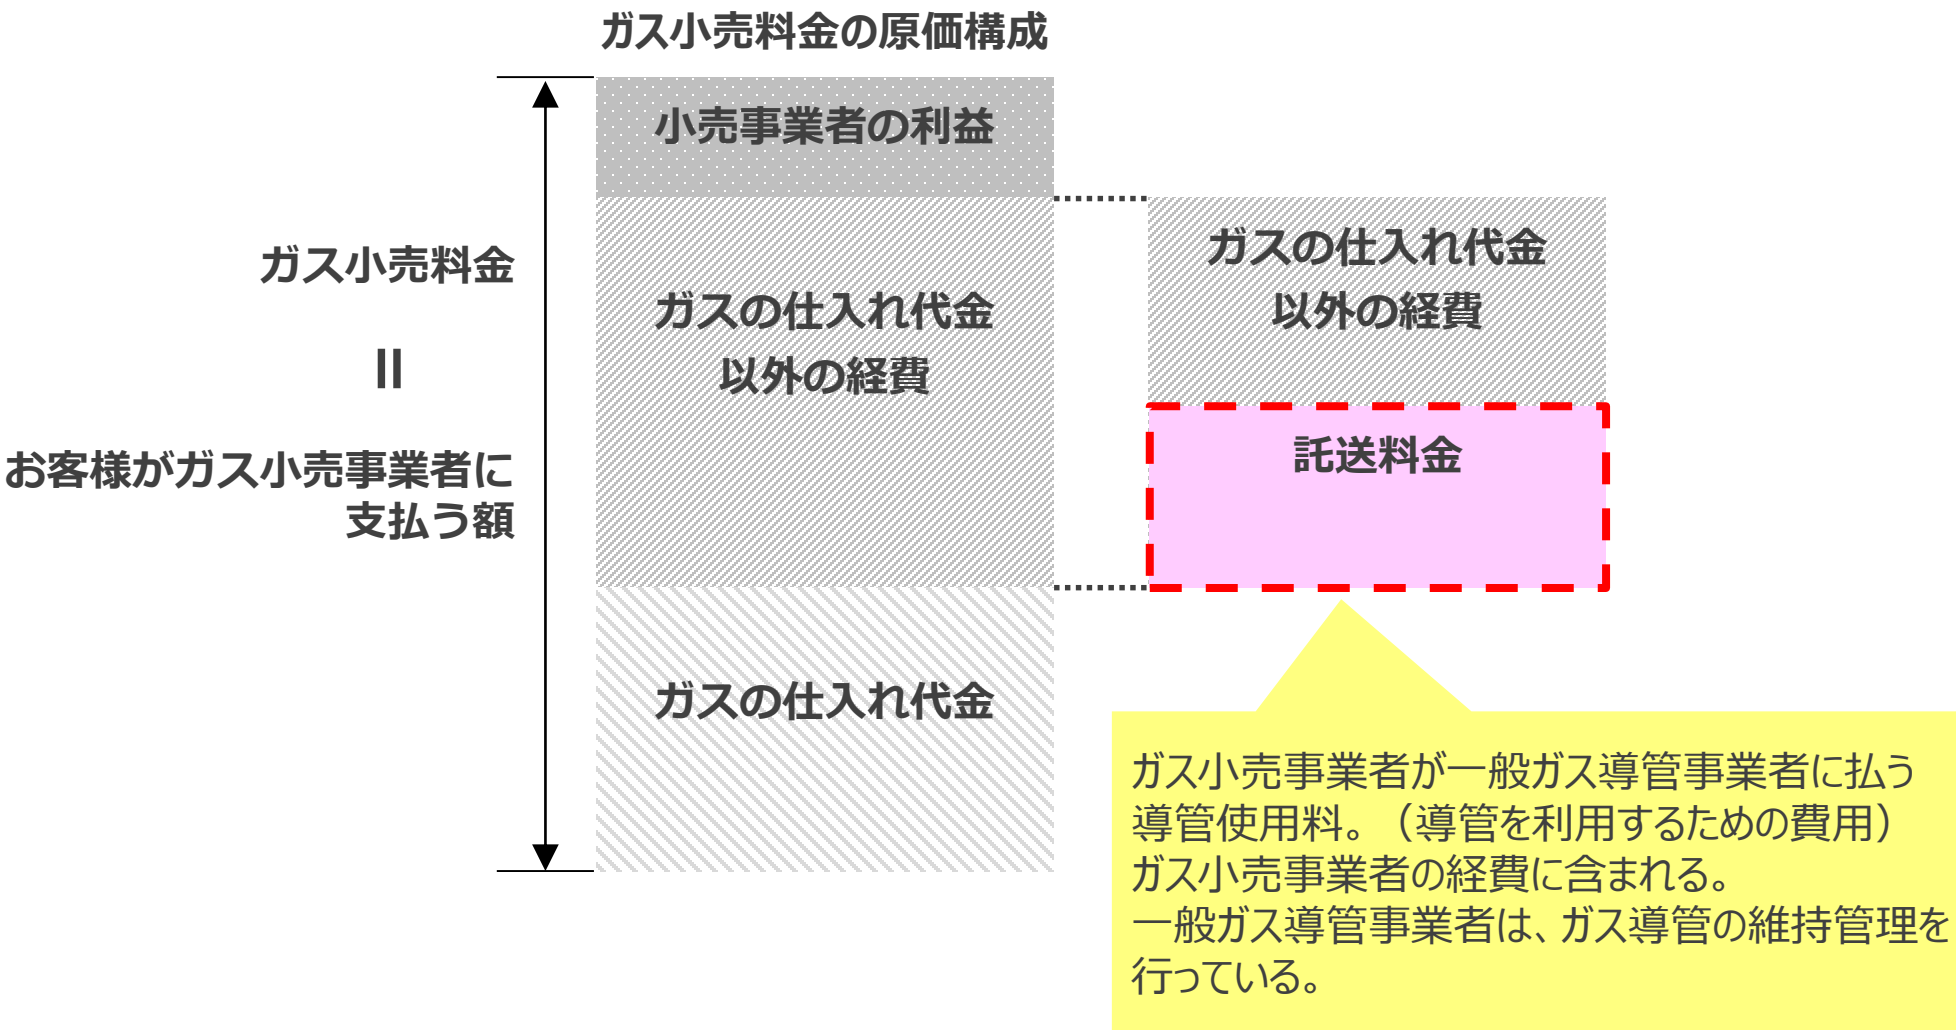 ガス小売料金の原価構成
小売事業者の利益
ガス小売料金
＝
お客様がガス小売事業者に
支払う額
ガスの仕入れ代金
以外の経費
ガスの仕入れ代金
ガスの仕入れ代金
以外の経費
託送料金
ガス小売事業者が一般ガス導管事業者に払う
導管使用料。（導管を利用するための費用）
ガス小売事業者の経費に含まれる。
一般ガス導管事業者は、ガス導管の維持管理を
行っている。